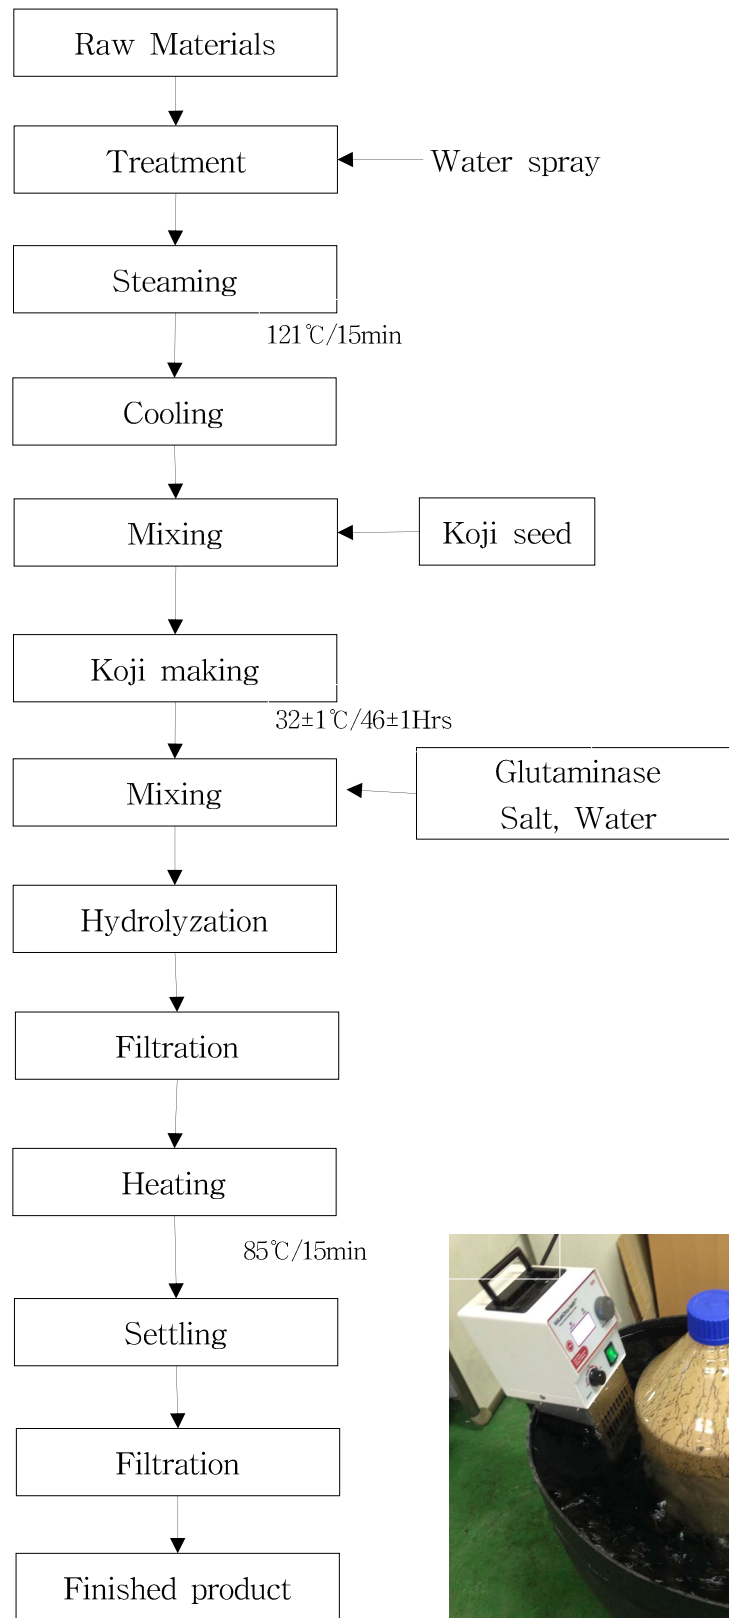 Raw Materials
Treatment
Water spray
Steaming
121℃/15min
Cooling
Mixing
Koji seed
Koji making
32±1℃/46±1Hrs
Mixing
Glutaminase
Salt, Water
Hydrolyzation
Filtration
Heating
85℃/15min
Settling
Filtration
Finished product